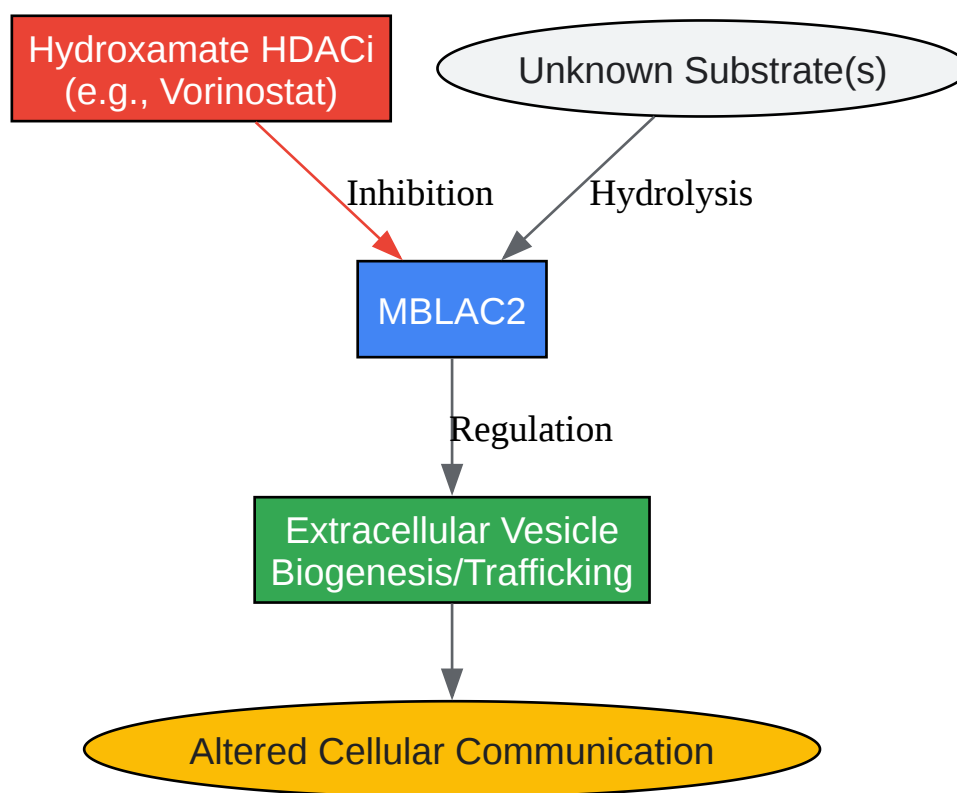 Hydroxamate HDACi
(e.g., Vorinostat)
Unknown Substrate(s)
Inhibition
Hydrolysis
MBLAC2
Regulation
Extracellular Vesicle
Biogenesis/Trafficking
Altered Cellular Communication